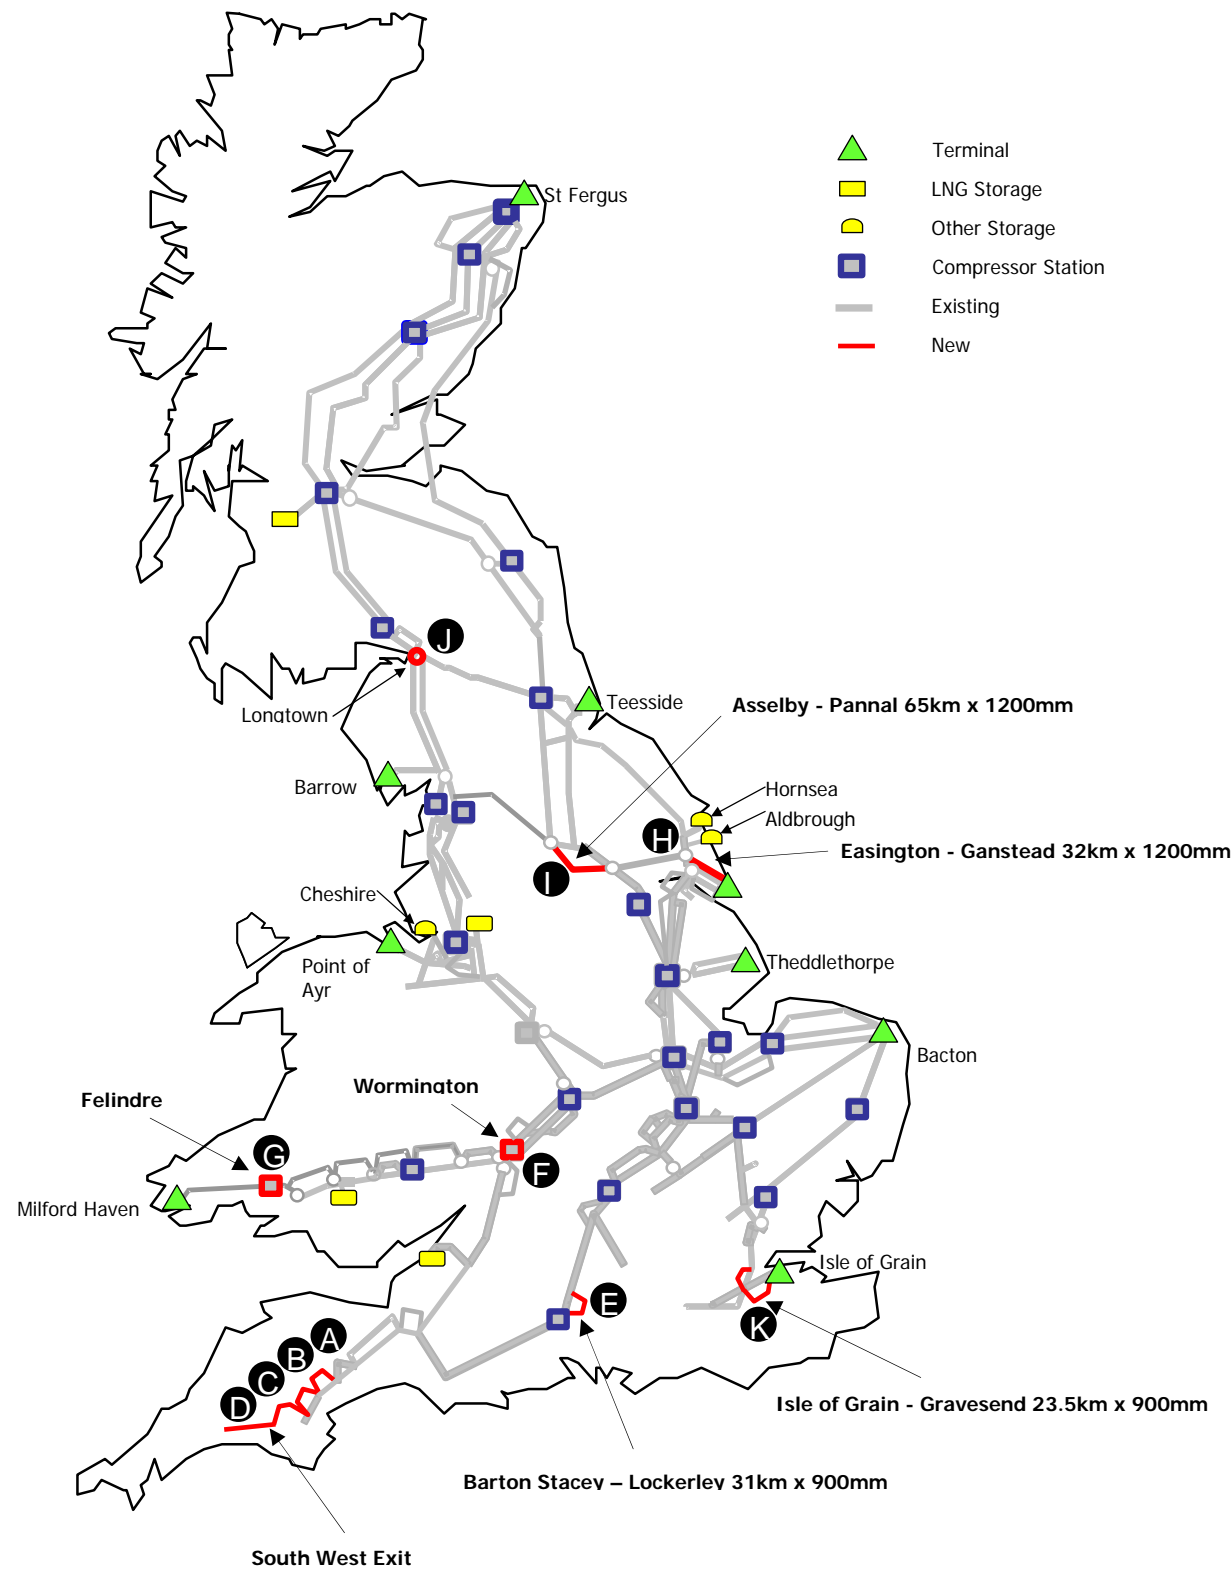 Terminal
LNG Storage
Other Storage
Compressor Station
Existing
New
St Fergus
J
Longtown
Teesside
Asselby - Pannal 65km x 1200mm
Barrow
Hornsea
Aldbrough
H
Easington - Ganstead 32km x 1200mm
I
Cheshire
Point of
Ayr
Theddlethorpe
Bacton
Wormington
Felindre
G
F
Milford Haven
Isle of Grain
E
K
A
B
C
D
Isle of Grain - Gravesend 23.5km x 900mm
Barton Stacey – Lockerley 31km x 900mm
South West Exit